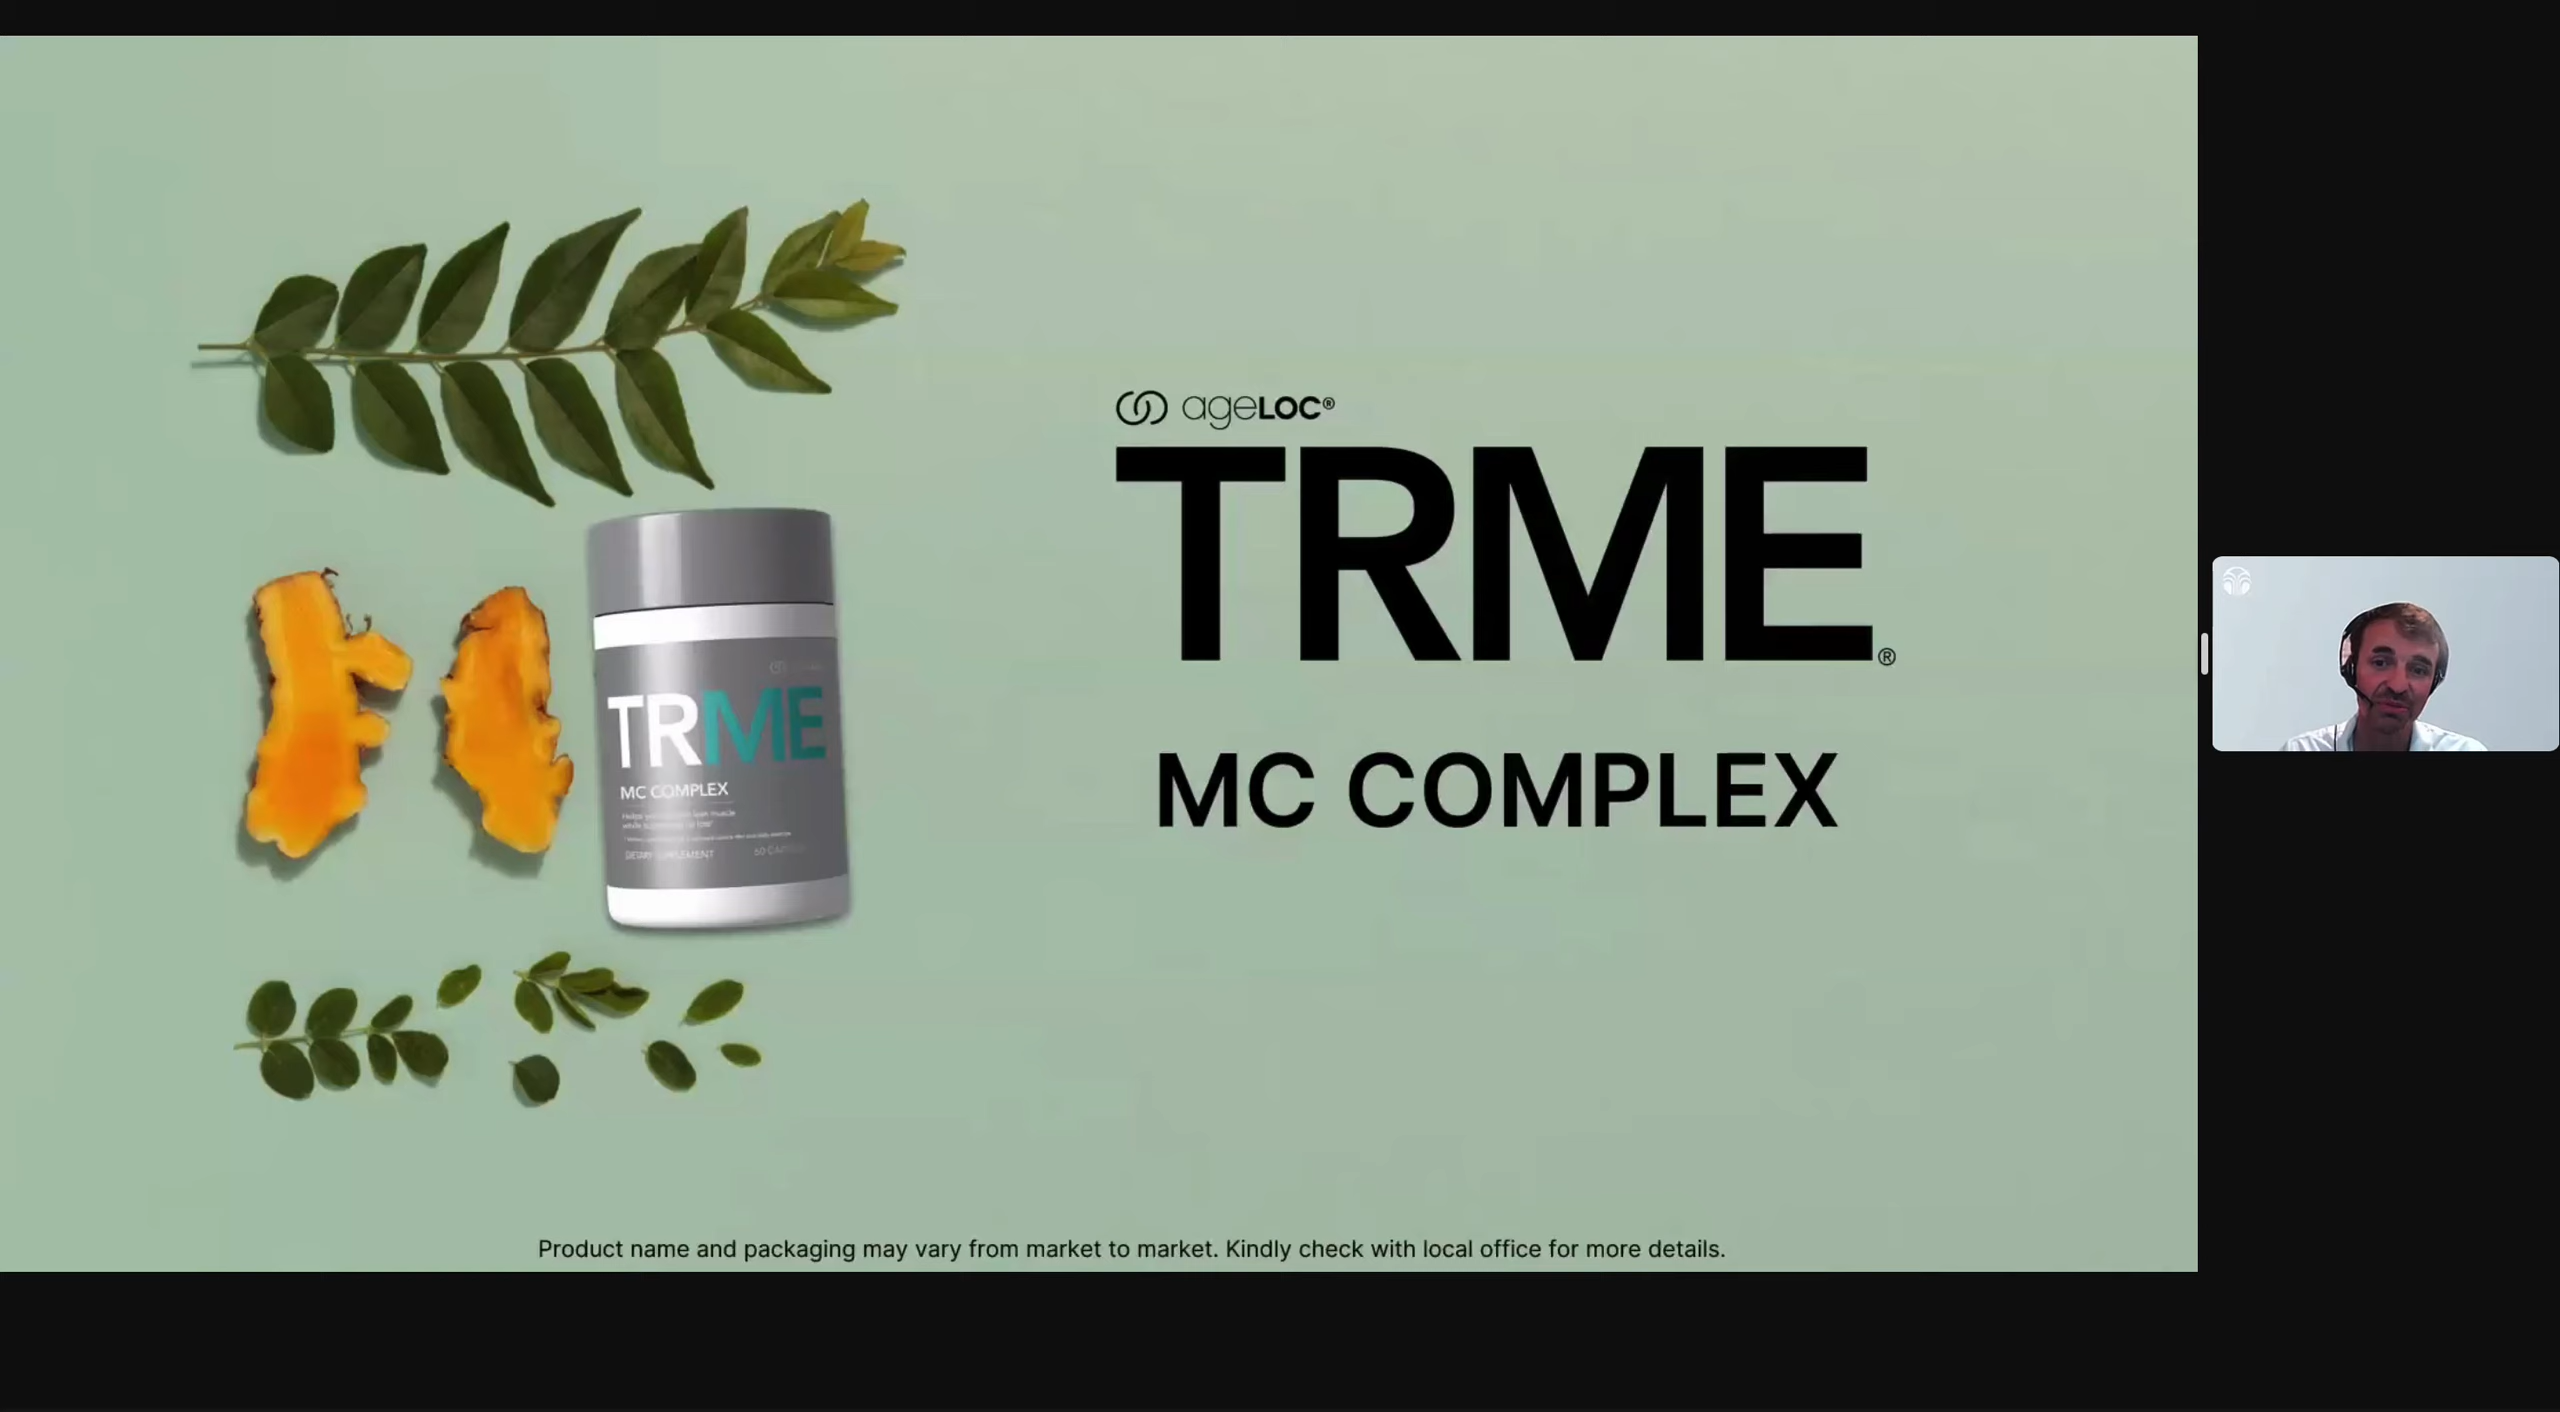 ageLOC®
TRME®
MC COMPLEX
TRME
MC COMPLEX
DIETARY SUPPLEMENT
Product name and packaging may vary from market to market. Kindly check with local office for more details.